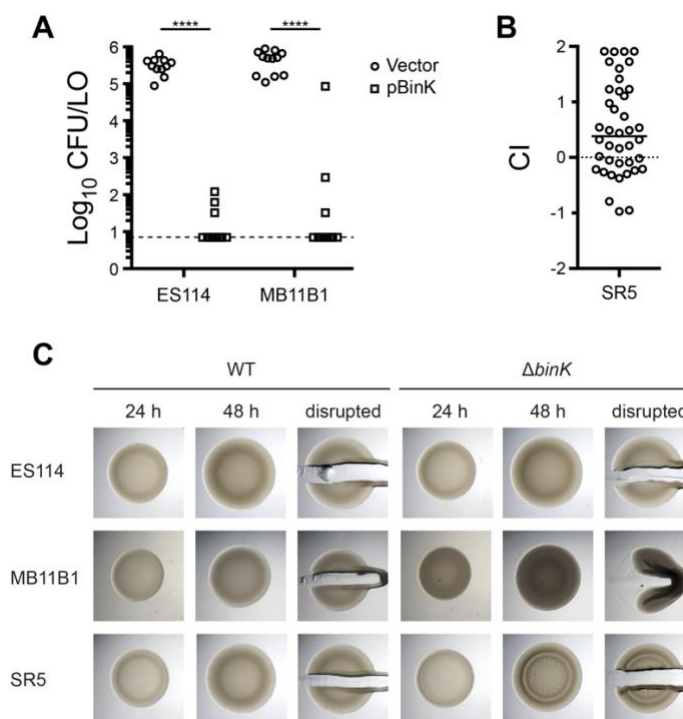 A
**** ****
6
5
4
3
2
1
0
Log10 CFU/LO
ES114 MB11B1
Vector
pBinK
B
2
1
0
-1
-2
CI
SR5
C
WT ΔbinK
24 h 48 h disrupted 24 h 48 h disrupted
ES114
MB11B1
SR5